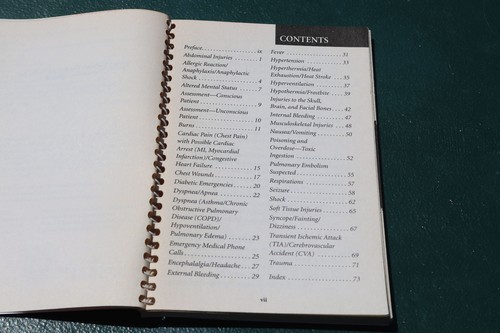 CONTENTS
Preface ix
Abdominal Injuries 1
Allergic Reaction/
Anaphylaxis/Anaphylactic
Shock 4
Altered Mental Status 7
Assessment—Conscious
Patient 9
Assessment—Unconscious
Patient 10
Burns 11
Cardiac Pain (Chest Pain)
with Possible Cardiac
Arrest (MI, Myocardial
Infarction)/Congestive
Heart Failure 15
Chest Wounds 17
Diabetic Emergencies 20
Dyspnea/Apnea 22
Dyspnea (Asthma/Chronic
Obstructive Pulmonary
Disease (COPD)/
Hypoventilation/
Pulmonary Edema) 23
Emergency Medical Phone
Calls 25
Encephalalgia/Headache 27
External Bleeding 29
Fever 31
Hypertension 33
Hyperthermia/Heat
Exhaustion/Heat Stroke 35
Hyperventilation 37
Hypothermia/Frostbite 39
Injuries to the Skull,
Brain, and Facial Bones 42
Internal Bleeding 47
Musculoskeletal Injuries 48
Nausea/Vomiting 50
Poisoning and
Overdose—Toxic
Ingestion 52
Pulmonary Embolism
Suspected 55
Respirations 57
Seizure 58
Shock 62
Soft Tissue Injuries 65
Syncope/Fainting/
Dizziness 67
Transient Ischemic Attack
(TIA)/Cerebrovascular
Accident (CVA) 69
Trauma 71
Index 73
vii